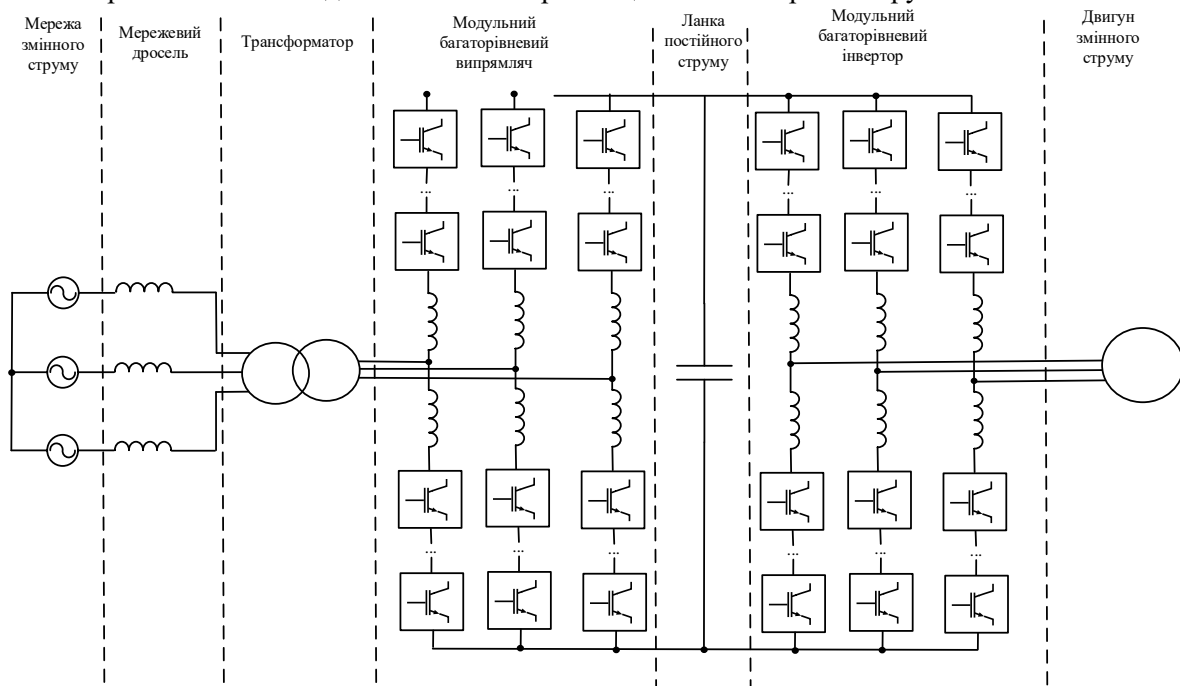 Мережа
змінного
струму
Мережевий
дросель
Трансформатор
Модульний
багаторівневий
випрямляч
Ланка
постійного
струму
Модульний
багаторівневий
інвертор
Двигун
змінного
струму
...
...
...
...
...
...
...
...
...
...
...
...